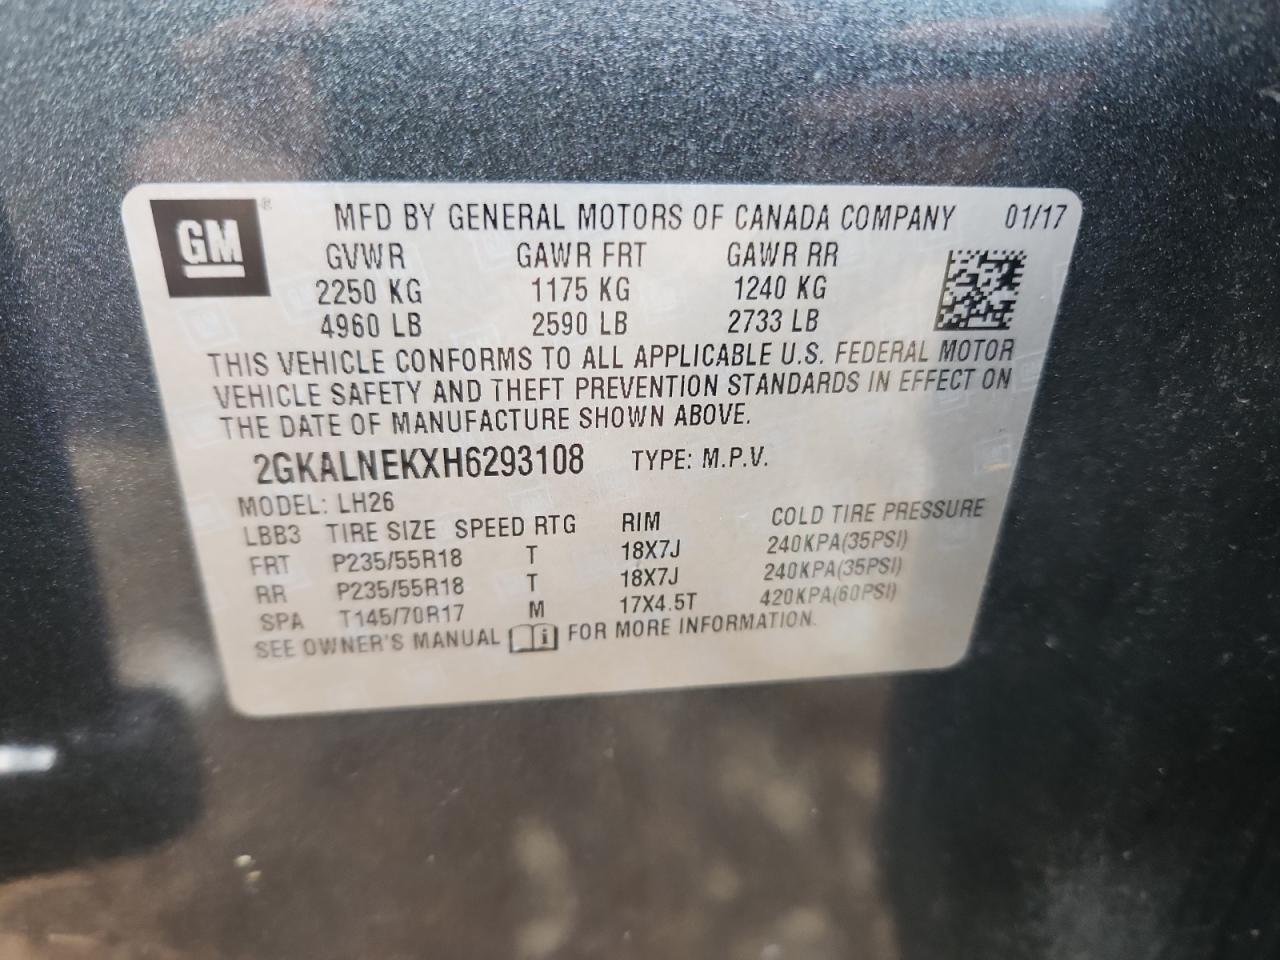 GM ® MFD BY GENERAL MOTORS OF CANADA COMPANY 01/17
GVWR GAWR FRT GAWR RR
2250 KG 1175 KG 1240 KG
4960 LB 2590 LB 2733 LB
THIS VEHICLE CONFORMS TO ALL APPLICABLE U.S. FEDERAL MOTOR
VEHICLE SAFETY AND THEFT PREVENTION STANDARDS IN EFFECT ON
THE DATE OF MANUFACTURE SHOWN ABOVE.
2GKALNEKXH6293108 TYPE: M.P.V.
MODEL: LH26
LBB3 TIRE SIZE SPEED RTG RIM COLD TIRE PRESSURE
FRT P235/55R18 T 18X7J 240KPA(35PSI)
RR P235/55R18 T 18X7J 240KPA(35PSI)
SPA T145/70R17 M 17X4.5T 420KPA(60PSI)
SEE OWNER'S MANUAL i FOR MORE INFORMATION.